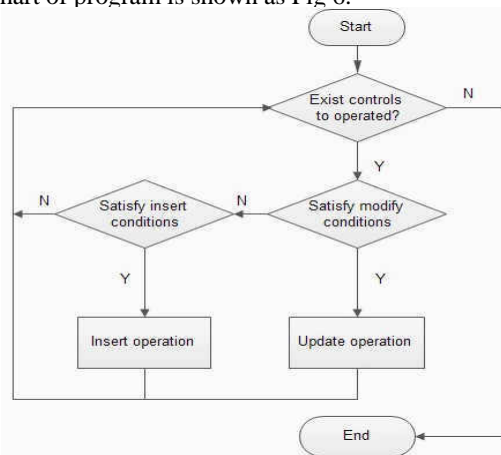 of program is shown as Fig 6.
Start
Exist controls
to operated?
N
Y
Satisfy insert
conditions
N
N
Satisfy modify
conditions
Y
Y
Insert operation
Update operation
End